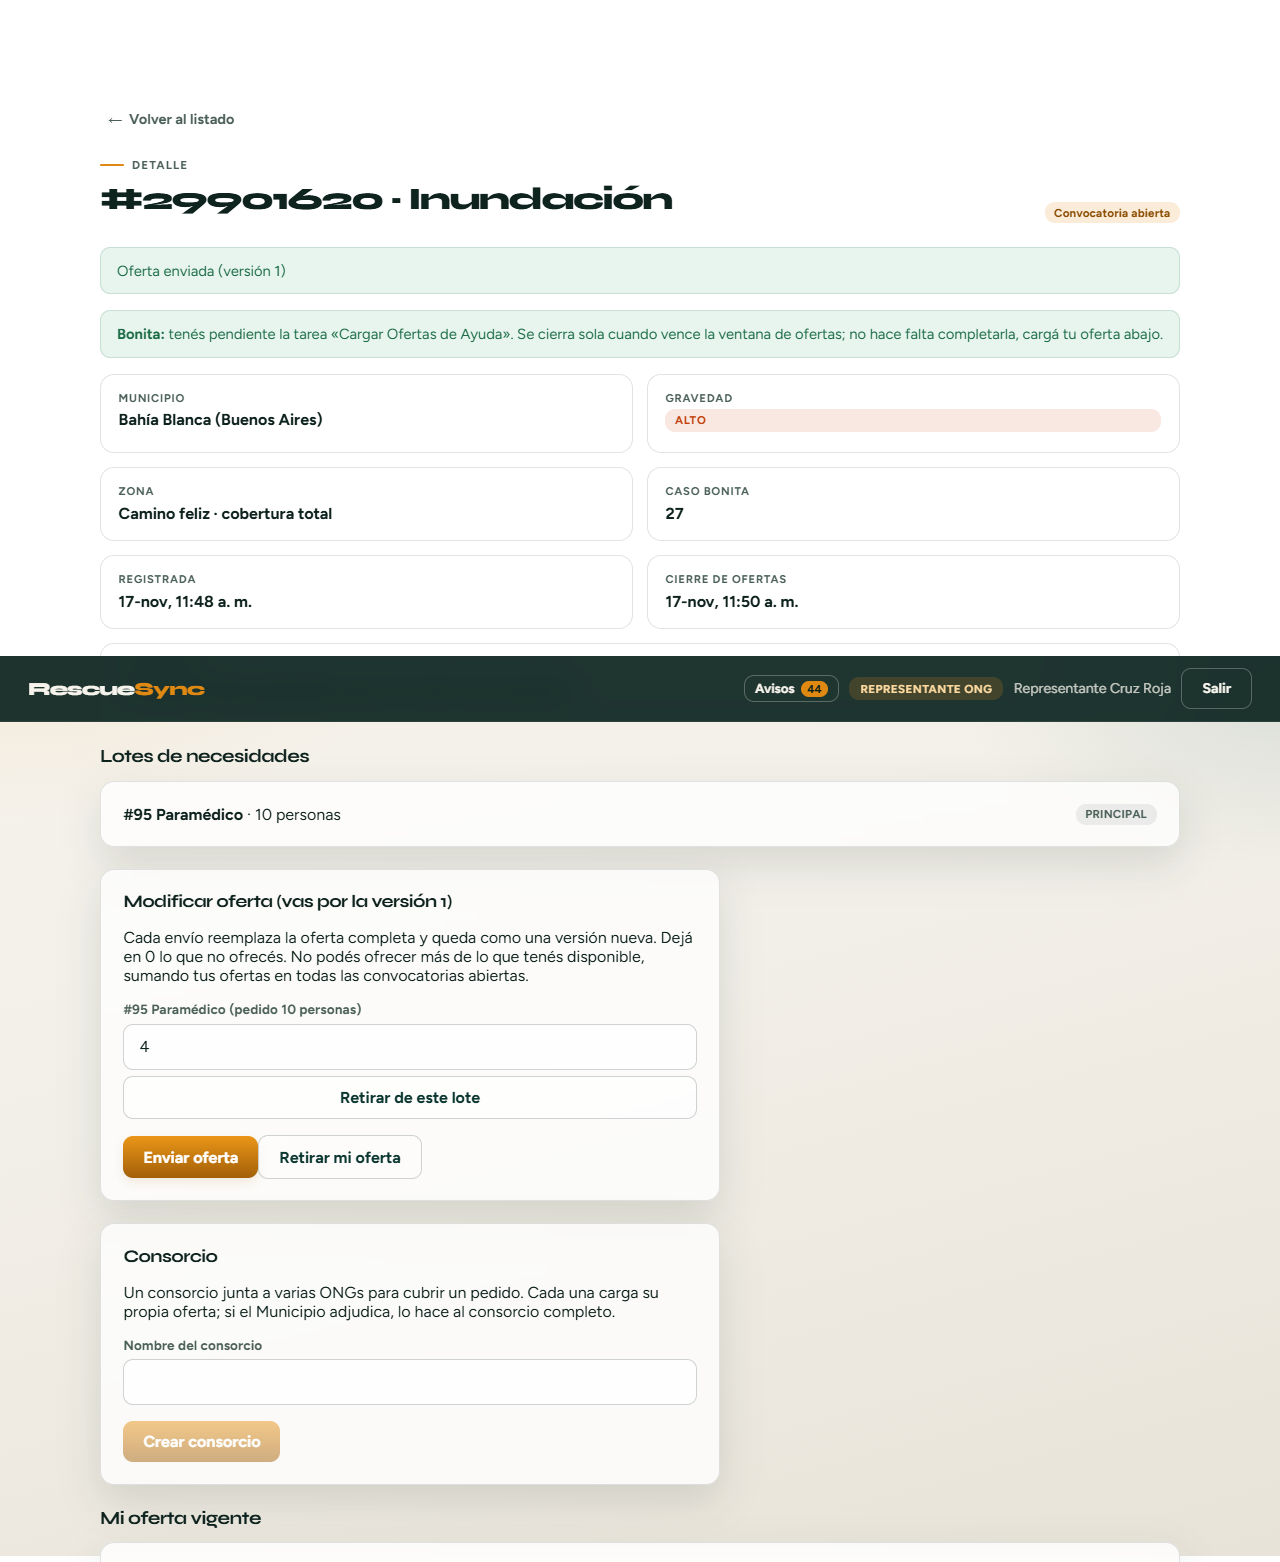 ← Volver al listado
DETALLE
#29901620 · Inundación
Convocatoria abierta
Oferta enviada (versión 1)
Bonita: tenés pendiente la tarea «Cargar Ofertas de Ayuda». Se cierra sola cuando vence la ventana de ofertas; no hace falta completarla, cargá tu oferta abajo.
MUNICIPIO
Bahía Blanca (Buenos Aires)
GRAVEDAD
ALTO
ZONA
Camino feliz · cobertura total
CASO BONITA
27
REGISTRADA
17-nov, 11:48 a. m.
CIERRE DE OFERTAS
17-nov, 11:50 a. m.
RescueSync
Avisos 44
REPRESENTANTE ONG
Representante Cruz Roja
Salir
Lotes de necesidades
#95 Paramédico · 10 personas
PRINCIPAL
Modificar oferta (vas por la versión 1)
Cada envío reemplaza la oferta completa y queda como una versión nueva. Dejá
en 0 lo que no ofrecés. No podés ofrecer más de lo que tenés disponible,
sumando tus ofertas en todas las convocatorias abiertas.
#95 Paramédico (pedido 10 personas)
4
Retirar de este lote
Enviar oferta
Retirar mi oferta
Consorcio
Un consorcio junta a varias ONGs para cubrir un pedido. Cada una carga su
propia oferta; si el Municipio adjudica, lo hace al consorcio completo.
Nombre del consorcio
Crear consorcio
Mi oferta vigente